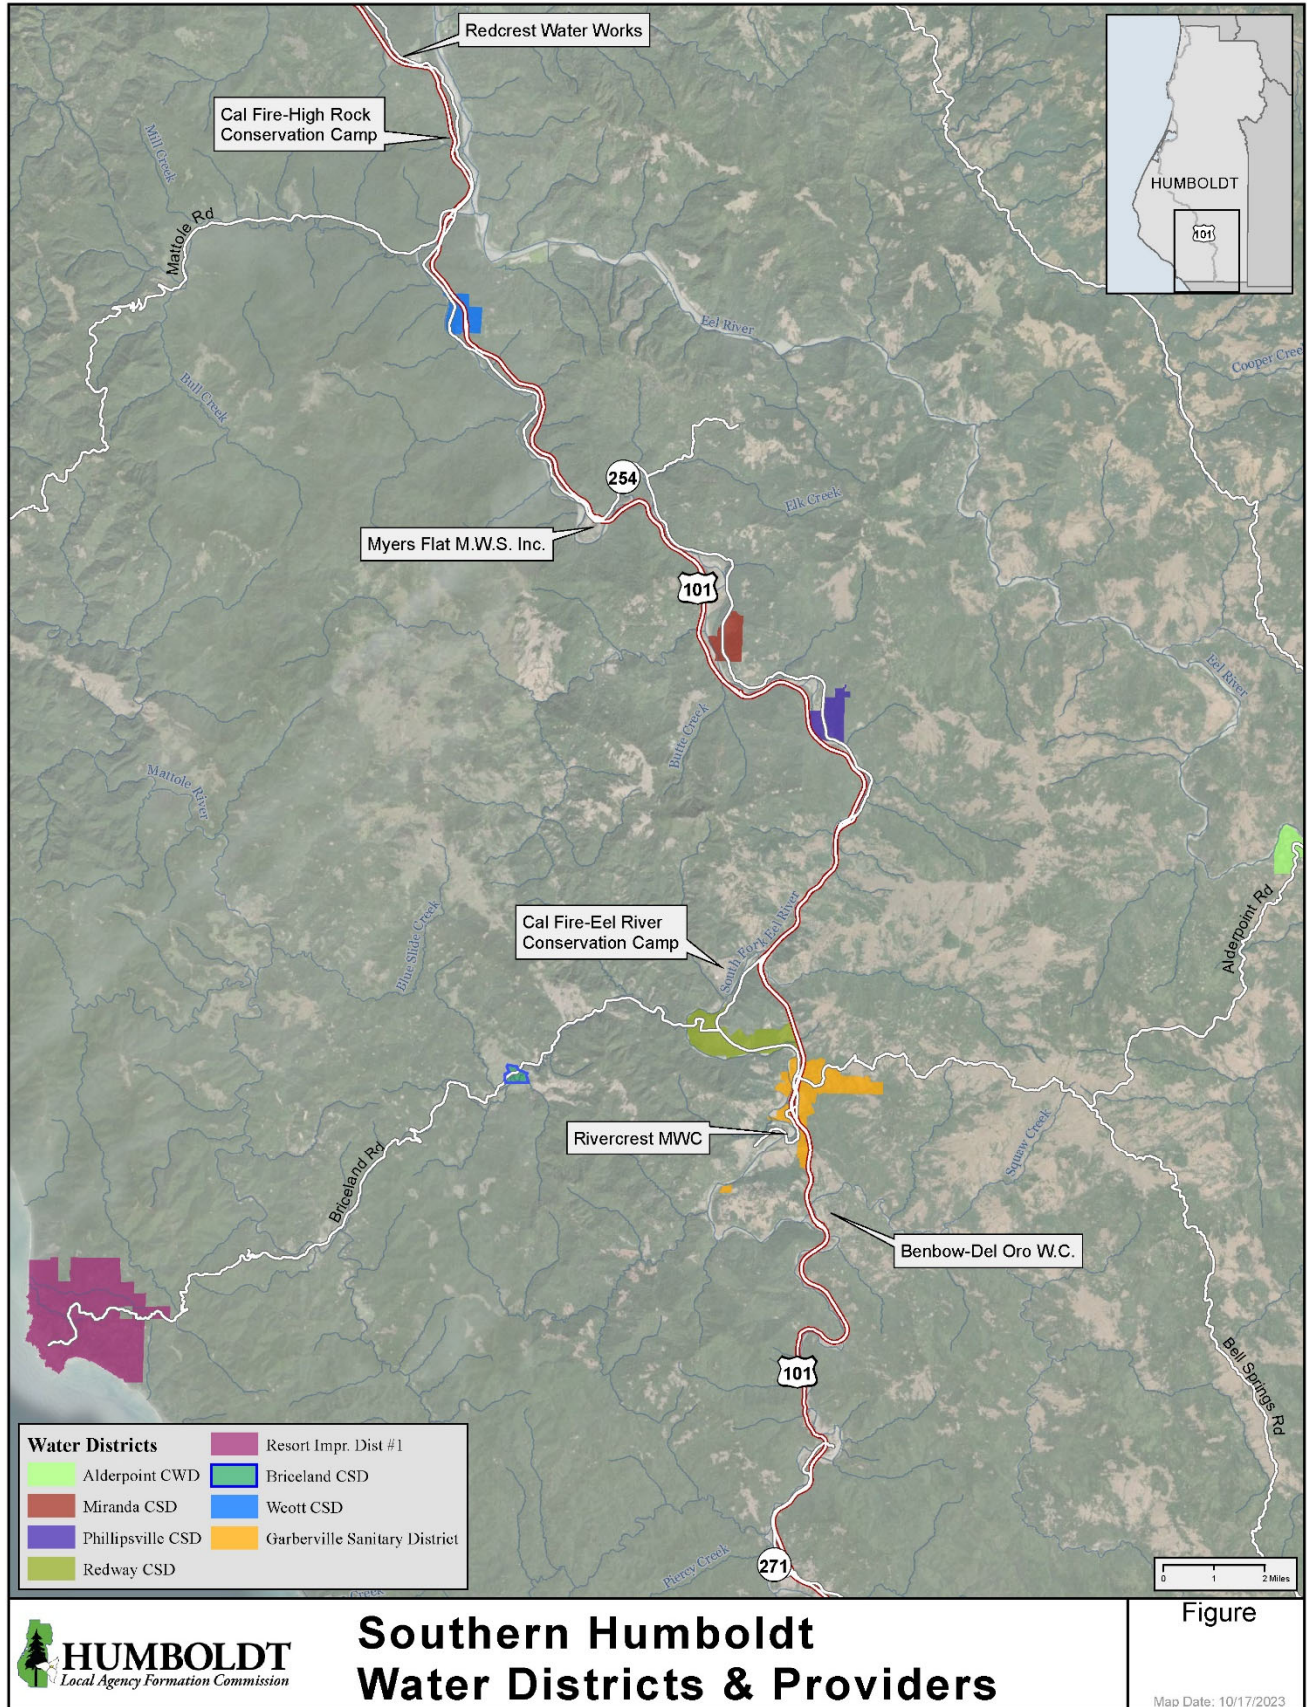 Redcrest Water Works
Cal Fire-High Rock
Conservation Camp
Mill Creek
Mattole Rd
HUMBOLDT
101
Eel River
Cooper Cree
Bull Creek
254
Elk Creek
Myers Flat M.W.S. Inc.
101
Eel River
Butte Creek
Mattole River
Cal Fire-Eel River
Conservation Camp
South Fork Eel River
Blue Slide Creek
Alderpoint Rd
Rivercrest MWC
Squaw Creek
Briceland Rd
Benbow-Del Oro W.C.
101
Bell Springs Rd
Water Districts
Alderpoint CWD
Miranda CSD
Phillipsville CSD
Redway CSD
Resort Impr. Dist #1
Briceland CSD
Weott CSD
Garberville Sanitary District
Piercy Creek
Creek
271
0 1 2 Miles
HUMBOLDT
Local Agency Formation Commission
Southern Humboldt
Water Districts & Providers
Figure
Map Date: 10/17/2023